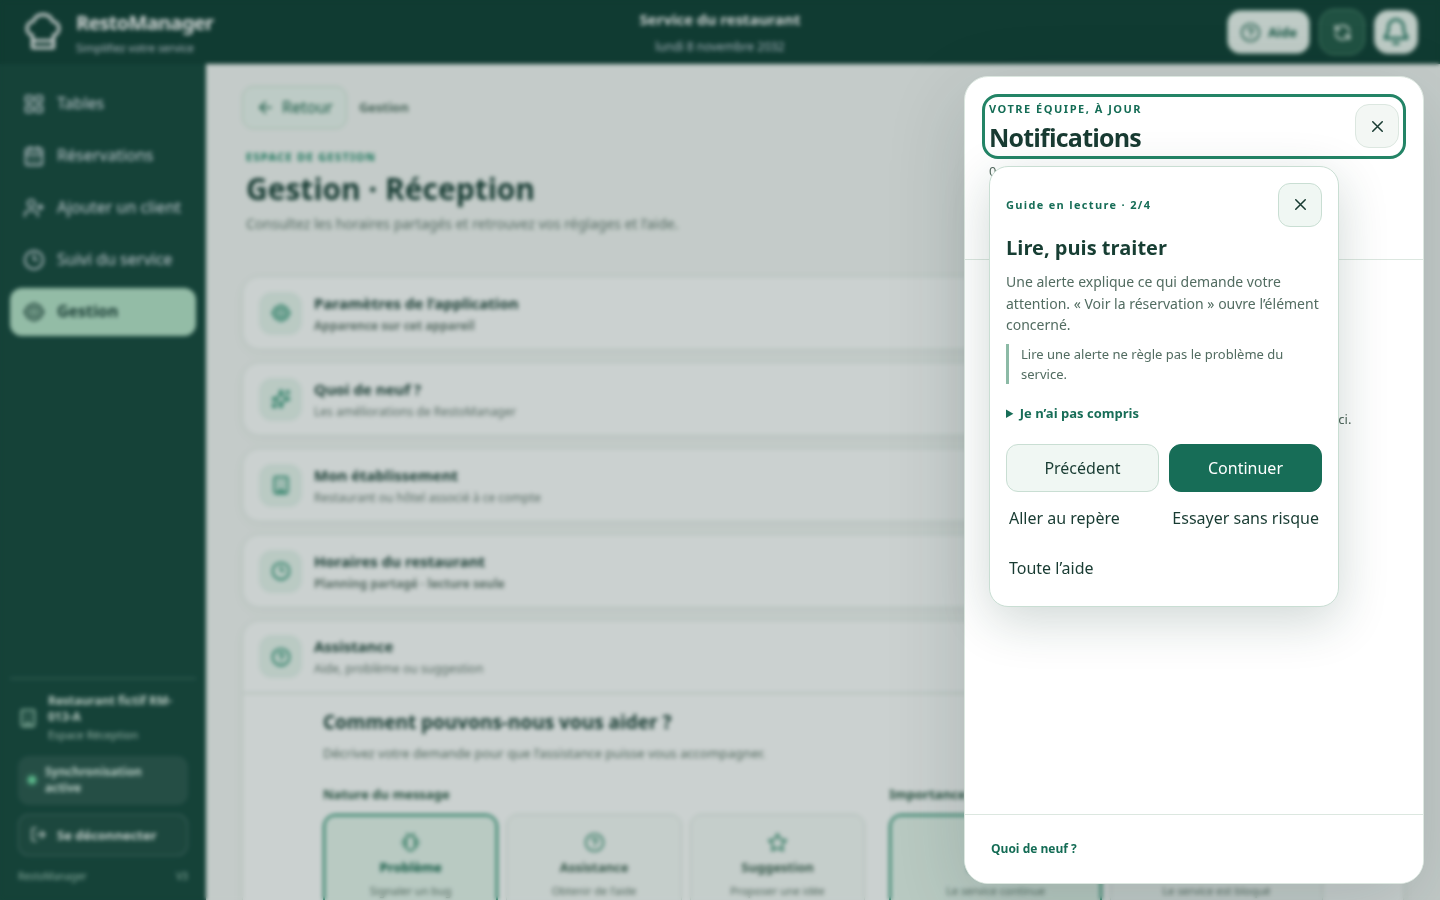 RestoManager
Simplifiez votre service
Service du restaurant
lundi 8 novembre 2032
Aide
Tables
Réservations
Ajouter un client
Suivi du service
Gestion
Restaurant fictif RM-
013-A
Espace Réception
Synchronisation
active
Se déconnecter
RestoManager
V3
Retour
Gestion
ESPACE DE GESTION
Gestion · Réception
Consultez les horaires partagés et retrouvez vos réglages et l'aide.
Paramètres de l'application
Apparence sur cet appareil
Quoi de neuf ?
Les améliorations de RestoManager
Mon établissement
Restaurant ou hôtel associé à ce compte
Horaires du restaurant
Planning partagé · lecture seule
Assistance
Aide, problème ou suggestion
Comment pouvons-nous vous aider ?
Décrivez votre demande pour que l'assistance puisse vous accompagner.
Nature du message
Importance
Problème
Signaler un bug
Assistance
Obtenir de l'aide
Suggestion
Proposer une idée
Le service continue
Le service est bloqué
VOTRE ÉQUIPE, À JOUR
Notifications
Guide en lecture · 2/4
Lire, puis traiter
Une alerte explique ce qui demande votre
attention. « Voir la réservation » ouvre l’élément
concerné.
Lire une alerte ne règle pas le problème du
service.
Je n’ai pas compris
ci.
Précédent
Continuer
Aller au repère
Essayer sans risque
Toute l’aide
Quoi de neuf ?